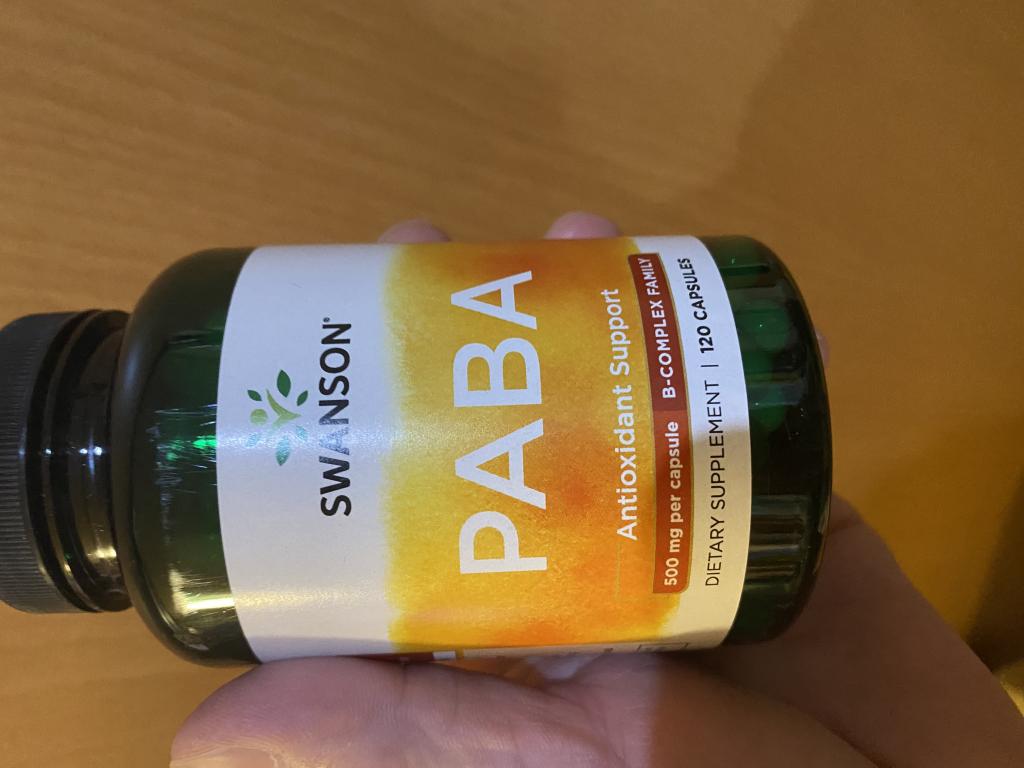 SWANSON®
PABA
Antioxidant Support
500 mg per capsule B-COMPLEX FAMILY
DIETARY SUPPLEMENT | 120 CAPSULES